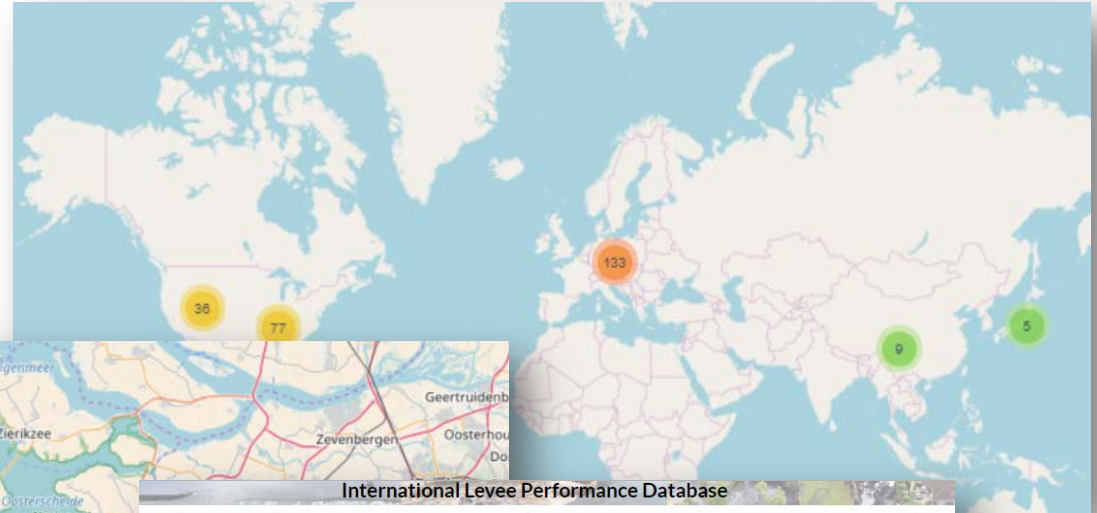 133
36
77
5
9
Geertruidenb
Zierikzee
Zevenbergen
Oosterhou
Do
Oosterschelde
International Levee Performance Database